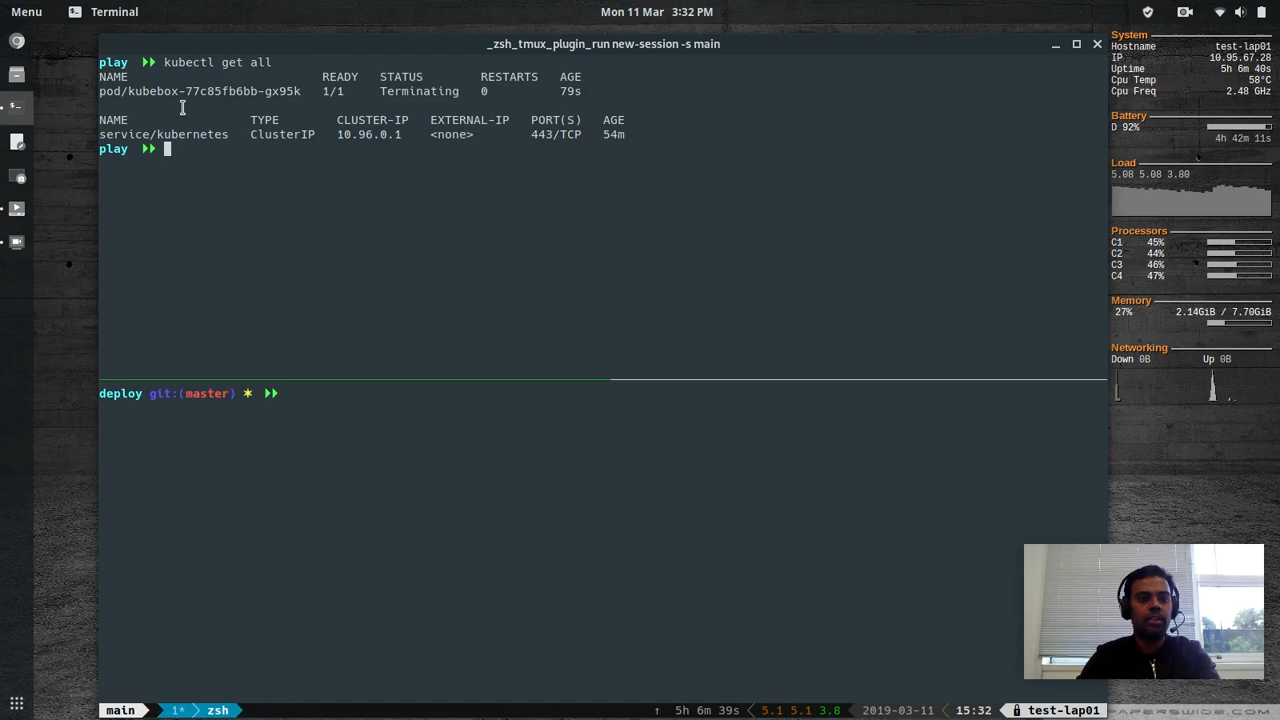 Menu Terminal Mon 11 Mar 3:32 PM
_zsh_tmux_plugin_run new-session -s main
play kubectl get all
NAME READY STATUS RESTARTS AGE
pod/kubebox-77c85fb6bb-gx95k 1/1 Terminating 0 79s
NAME TYPE CLUSTER-IP EXTERNAL-IP PORT(S) AGE
service/kubernetes ClusterIP 10.96.0.1 <none> 443/TCP 54m
play
deploy git:(master)
System
Hostname test-lap01
IP 10.95.67.28
Uptime 5h 6m 40s
Cpu Temp 58°C
Cpu Freq 2.48 GHz
Battery
D 92%
4h 42m 11s
Load
5.08 5.08 3.80
Processors
C1 45%
C2 44%
C3 46%
C4 47%
Memory
27% 2.14GiB / 7.70GiB
Networking
Down 0B Up 0B
main 1* zsh ↑ 5h 6m 39s 5.1 5.1 3.8 2019-03-11 15:32 test-lap01